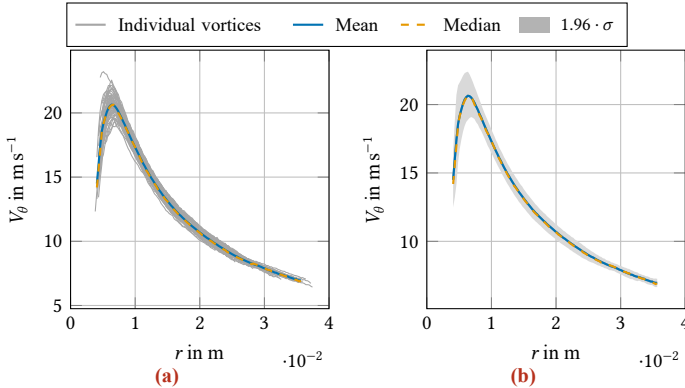 Individual vortices Mean Median 1.96 · σ
20
15
10
5
0 1 2 3 4
V_θ in m s⁻¹
r in m
·10⁻²
(a)
20
15
10
0 1 2 3 4
V_θ in m s⁻¹
r in m
·10⁻²
(b)